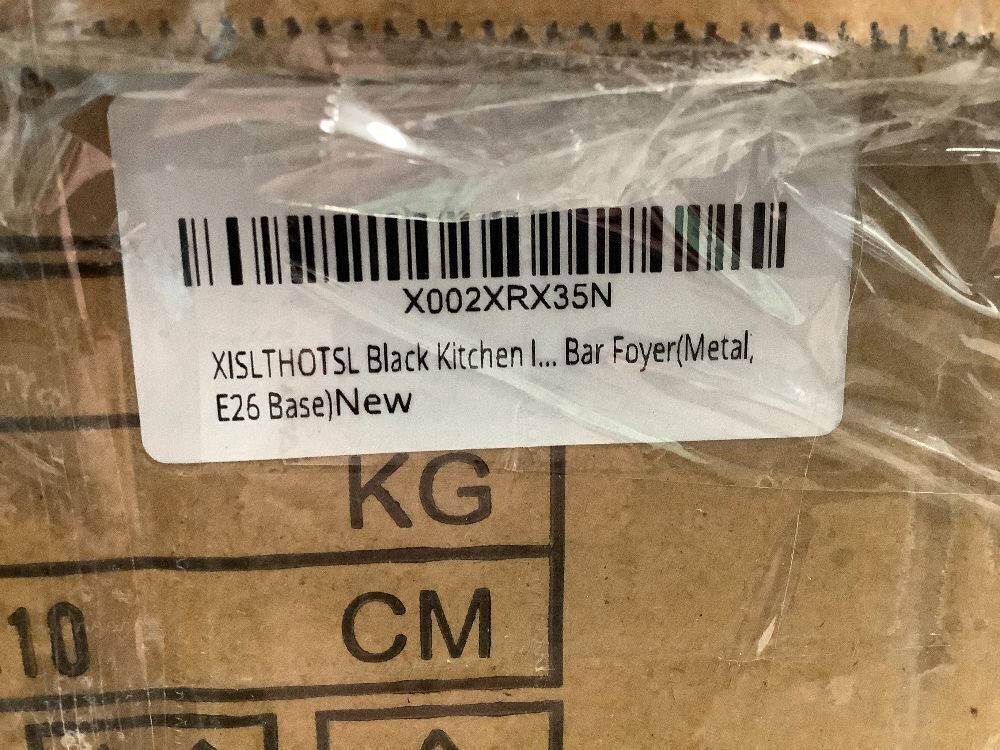 X002XRX35N
XISLTHOTSL Black Kitchen I... Bar Foyer(Metal,
E26 Base)New
KG
10 CM